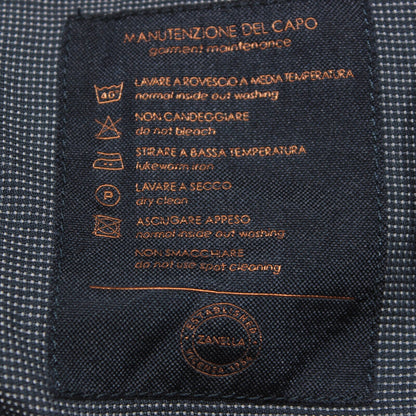 MANUTENZIONE DEL CAPO
garment maintenance
40°
LAVARE A ROVESCIO A MEDIA TEMPERATURA
normal inside out washing
NON CANDEGGIARE
do not bleach
STIRARE A BASSA TEMPERATURA
lukewarm iron
P
LAVARE A SECCO
dry clean
ASCIUGARE APPESO
normal inside out washing
NON SMACCHIARE
do not use spot cleaning
ESTABLISHED
ZANELLA
VICENZA